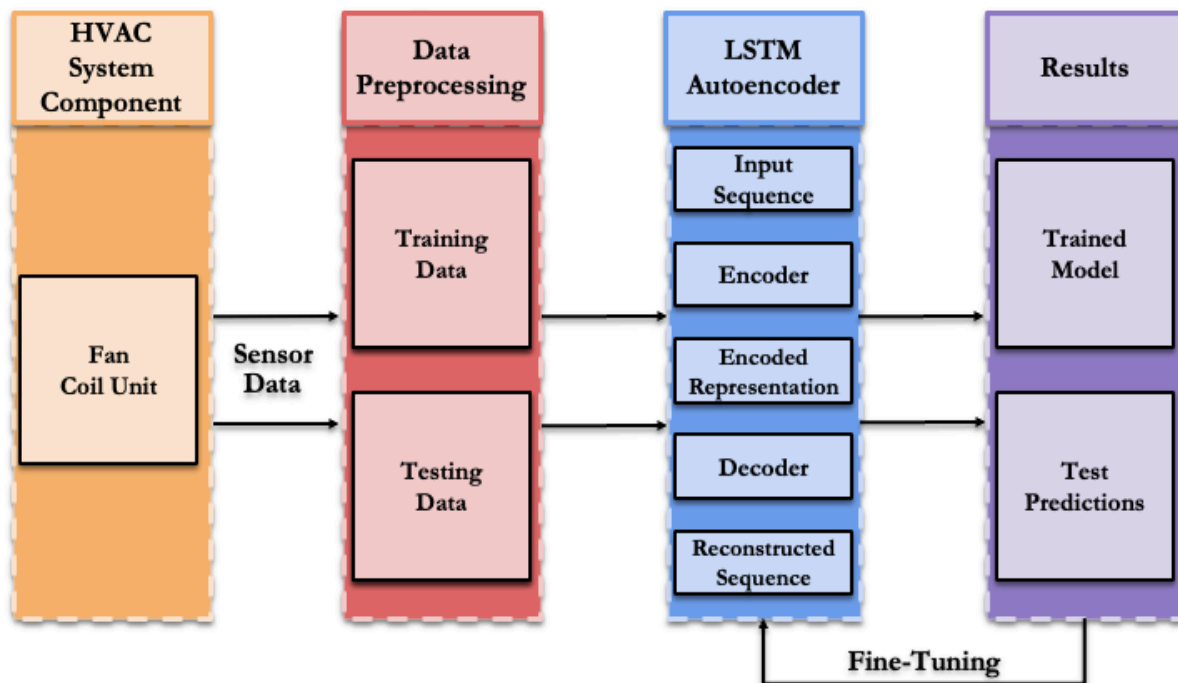 HVAC
System
Component
Data
Preprocessing
LSTM
Autoencoder
Results
Fan
Coil Unit
Sensor
Data
Training
Data
Testing
Data
Input
Sequence
Encoder
Encoded
Representation
Decoder
Reconstructed
Sequence
Trained
Model
Test
Predictions
Fine-Tuning